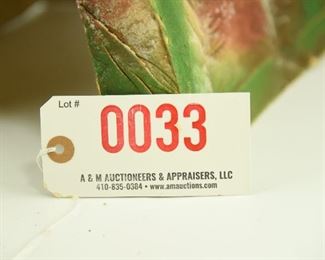 Lot #
0033
A & M AUCTIONEERS & APPRAISERS, LLC
410-835-0384 • www.amauctions.com